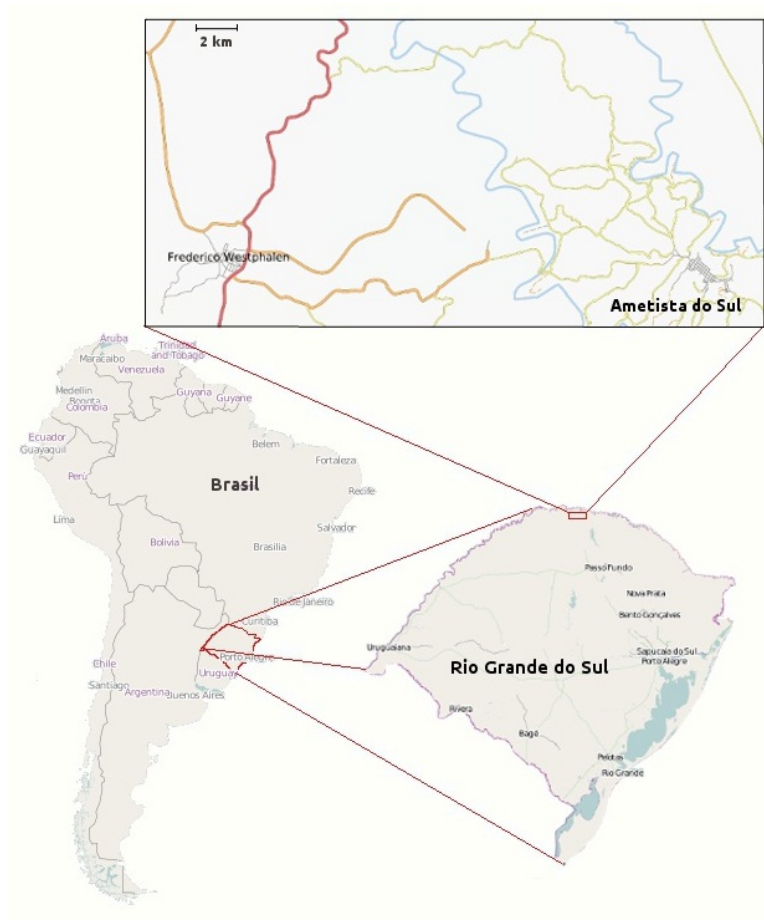 2 km
Frederico Westphalen
Ametista do Sul
Aruba
Maracaibo
Trinidad
and Tobago
Venezuela
Medellin
Bogota
Colombia
Guyana
Guyane
Ecuador
Guayaquil
Belem
Fortaleza
Perú
Brasil
Recife
Lima
Salvador
Bolivia
Brasilia
Rio de Janeiro
Curitiba
Porto Alegre
Chile
Uruguay
Santiago
Argentina
Buenos Aires
Passo Fundo
Nova Prata
Bento Gonçalves
Uruguaiana
Sapucaia do Sul
Porto Alegre
Rio Grande do Sul
Rivera
Bagé
Pelotas
Rio Grande